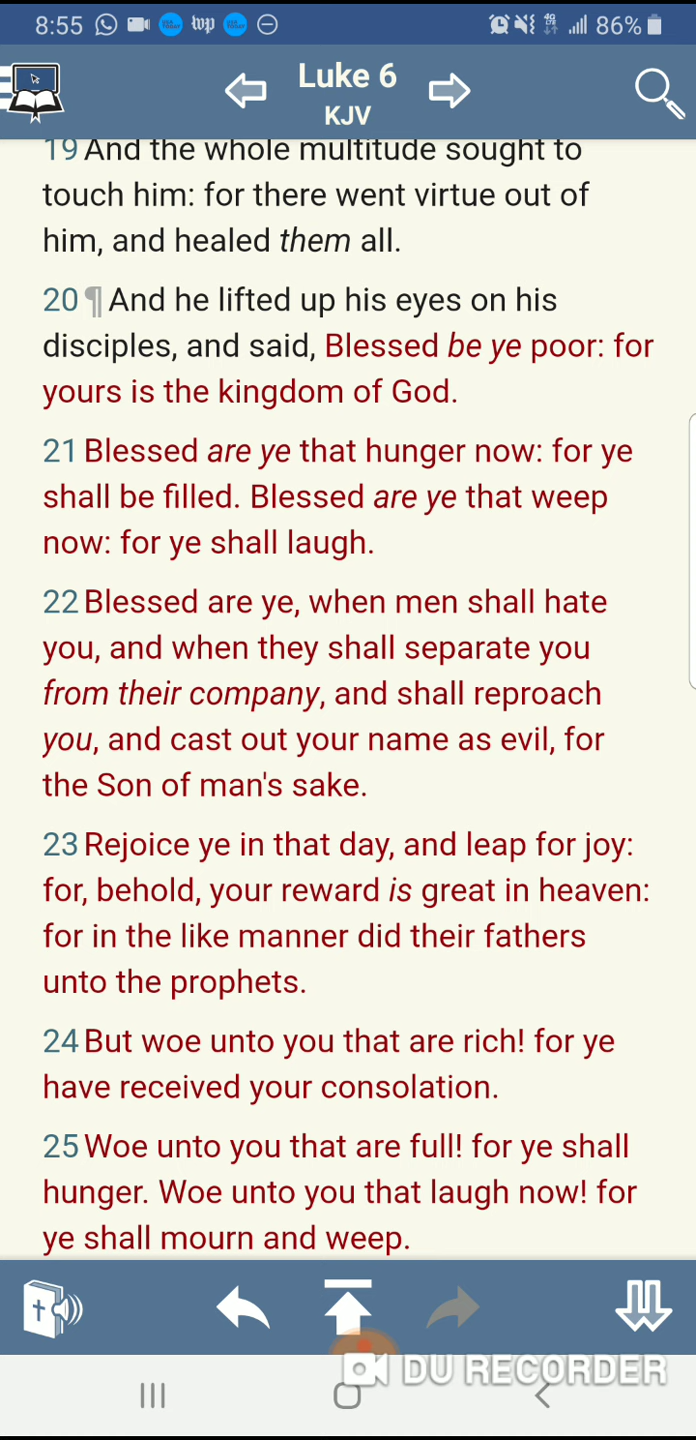 8:55 86%
Luke 6
KJV
19 And the whole multitude sought to
touch him: for there went virtue out of
him, and healed them all.
20 ¶ And he lifted up his eyes on his
disciples, and said, Blessed be ye poor: for
yours is the kingdom of God.
21 Blessed are ye that hunger now: for ye
shall be filled. Blessed are ye that weep
now: for ye shall laugh.
22 Blessed are ye, when men shall hate
you, and when they shall separate you
from their company, and shall reproach
you, and cast out your name as evil, for
the Son of man's sake.
23 Rejoice ye in that day, and leap for joy:
for, behold, your reward is great in heaven:
for in the like manner did their fathers
unto the prophets.
24 But woe unto you that are rich! for ye
have received your consolation.
25 Woe unto you that are full! for ye shall
hunger. Woe unto you that laugh now! for
ye shall mourn and weep.
DU RECORDER